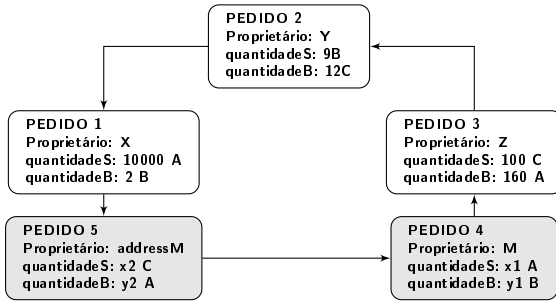 PEDIDO 2
Proprietário: Y
quantidadeS: 9B
quantidadeB: 12C
PEDIDO 1
Proprietário: X
quantidadeS: 10000 A
quantidadeB: 2 B
PEDIDO 3
Proprietário: Z
quantidadeS: 100 C
quantidadeB: 160 A
PEDIDO 5
Proprietário: addressM
quantidadeS: x2 C
quantidadeB: y2 A
PEDIDO 4
Proprietário: M
quantidadeS: x1 A
quantidadeB: y1 B